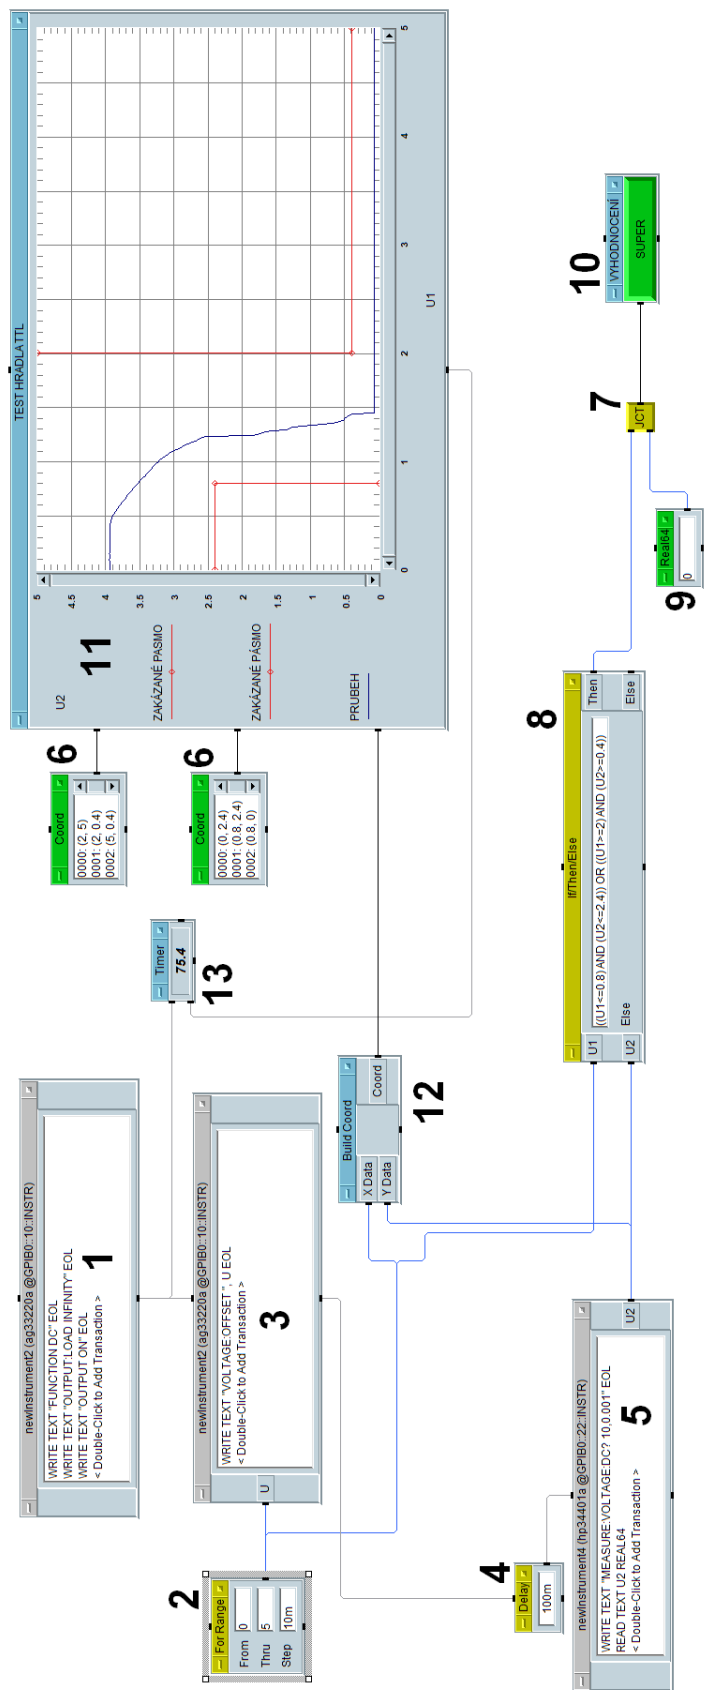 newInstrument2 (ag33220a @GPIB0::10::INSTR)
WRITE TEXT "FUNCTION DC" EOL
WRITE TEXT "OUTPUT:LOAD INFINITY" EOL
WRITE TEXT "OUTPUT ON" EOL
< Double-Click to Add Transaction >
1
2
For Range
From 0
Thru 5
Step 10m
newInstrument2 (ag33220a @GPIB0::10::INSTR)
U
WRITE TEXT "VOLTAGE:OFFSET ", U EOL
< Double-Click to Add Transaction >
3
4
Delay
100m
newInstrument4 (hp34401a @GPIB0::22::INSTR)
WRITE TEXT "MEASURE:VOLTAGE:DC? 10,0.001" EOL
READ TEXT U2 REAL64
< Double-Click to Add Transaction >
U2
5
Timer
75.4
13
Build Coord
X Data
Y Data
Coord
12
Coord
0000: (2, 5)
0001: (2, 0.4)
0002: (5, 0.4)
6
Coord
0000: (0, 2.4)
0001: (0.8, 2.4)
0002: (0.8, 0)
6
TEST HRADLA TTL
U2
11
ZAKÁZANÉ PASMO
ZAKÁZANÉ PÁSMO
PRUBEH
5
4.5
4
3.5
3
2.5
2
1.5
1
0.5
0
0 1 2 3 4 5
U1
If/Then/Else
U1
U2
((U1<=0.8) AND (U2<=2.4)) OR ((U1>=2) AND (U2>=0.4))
Else
Then
Else
8
Real64
0
9
7
JCT
10
VYHODNOCENÍ
SUPER